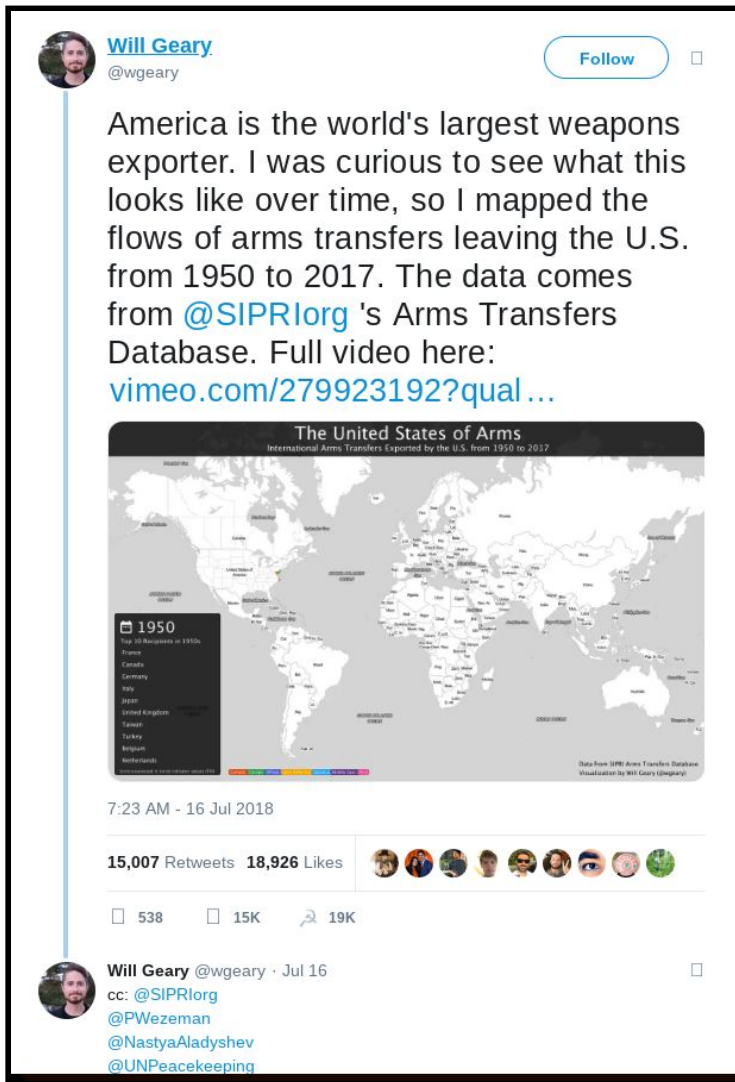 Will Geary
@wgeary
Follow
America is the world's largest weapons
exporter. I was curious to see what this
looks like over time, so I mapped the
flows of arms transfers leaving the U.S.
from 1950 to 2017. The data comes
from @SIPRIorg 's Arms Transfers
Database. Full video here:
vimeo.com/279923192?qual…
The United States of Arms
International Arms Transfers Exported by the U.S. from 1950 to 2017
1950
Top 10 Recipients in 1950s
France
Canada
Germany
Italy
Japan
United Kingdom
Taiwan
Turkey
Belgium
Netherlands
Data From SIPRI Arms Transfers Database
Visualization by Will Geary (@wgeary)
7:23 AM - 16 Jul 2018
15,007 Retweets 18,926 Likes
538 15K 19K
Will Geary @wgeary · Jul 16
cc: @SIPRIorg
@PWezeman
@NastyaAladyshev
@UNPeacekeeping